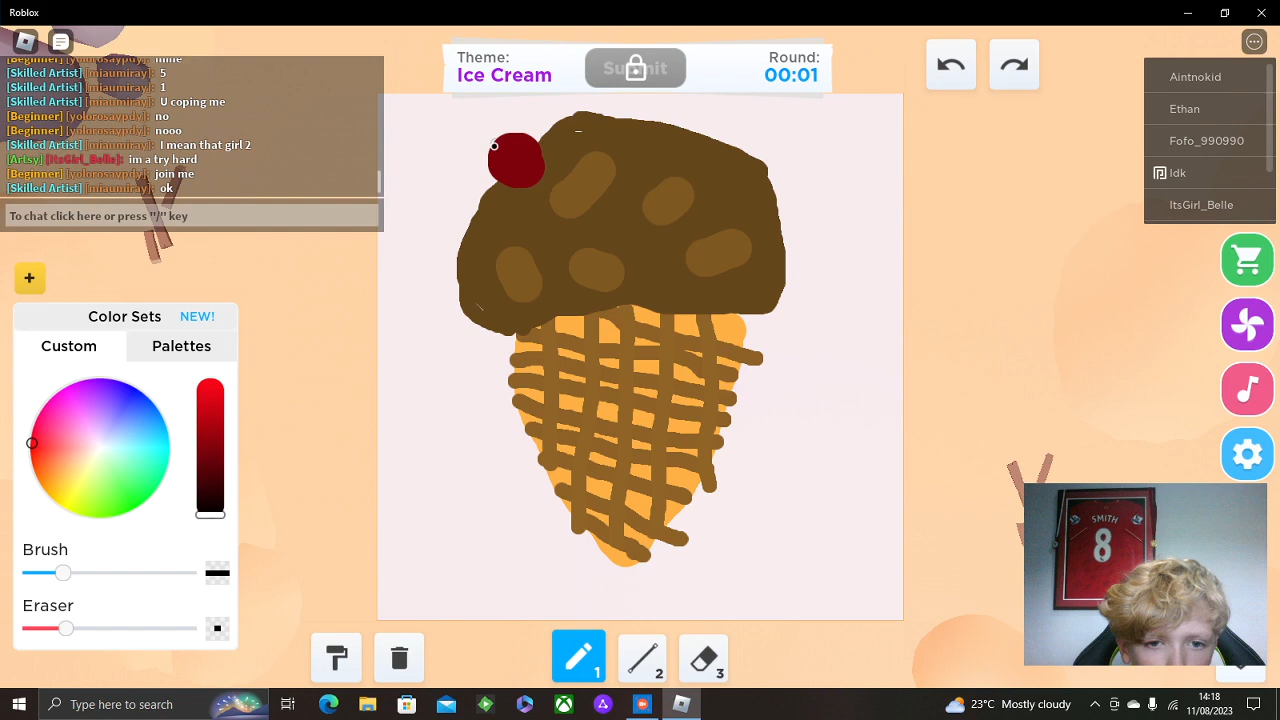 Roblox
[Beginner] [yolorosaypdy]: mine
[Skilled Artist] [miaumiray]: 5
[Skilled Artist] [miaumiray]: 1
[Skilled Artist] [miaumiray]: U coping me
[Beginner] [yolorosaypdy]: no
[Beginner] [yolorosaypdy]: nooo
[Skilled Artist] [miaumiray]: I mean that girl 2
[Artsy] [ItsGirl_Belle]: im a try hard
[Beginner] [yolorosaypdy]: join me
[Skilled Artist] [miaumiray]: ok
To chat click here or press "/" key
Theme:
Ice Cream
Submit
Round:
00:01
Aintnokid
Ethan
Fofo_990990
Idk
ItsGirl_Belle
+
Color Sets NEW!
Custom Palettes
Brush
Eraser
1
2
3
SMITH
8
Type here to search
23°C Mostly cloudy
14:18
11/08/2023